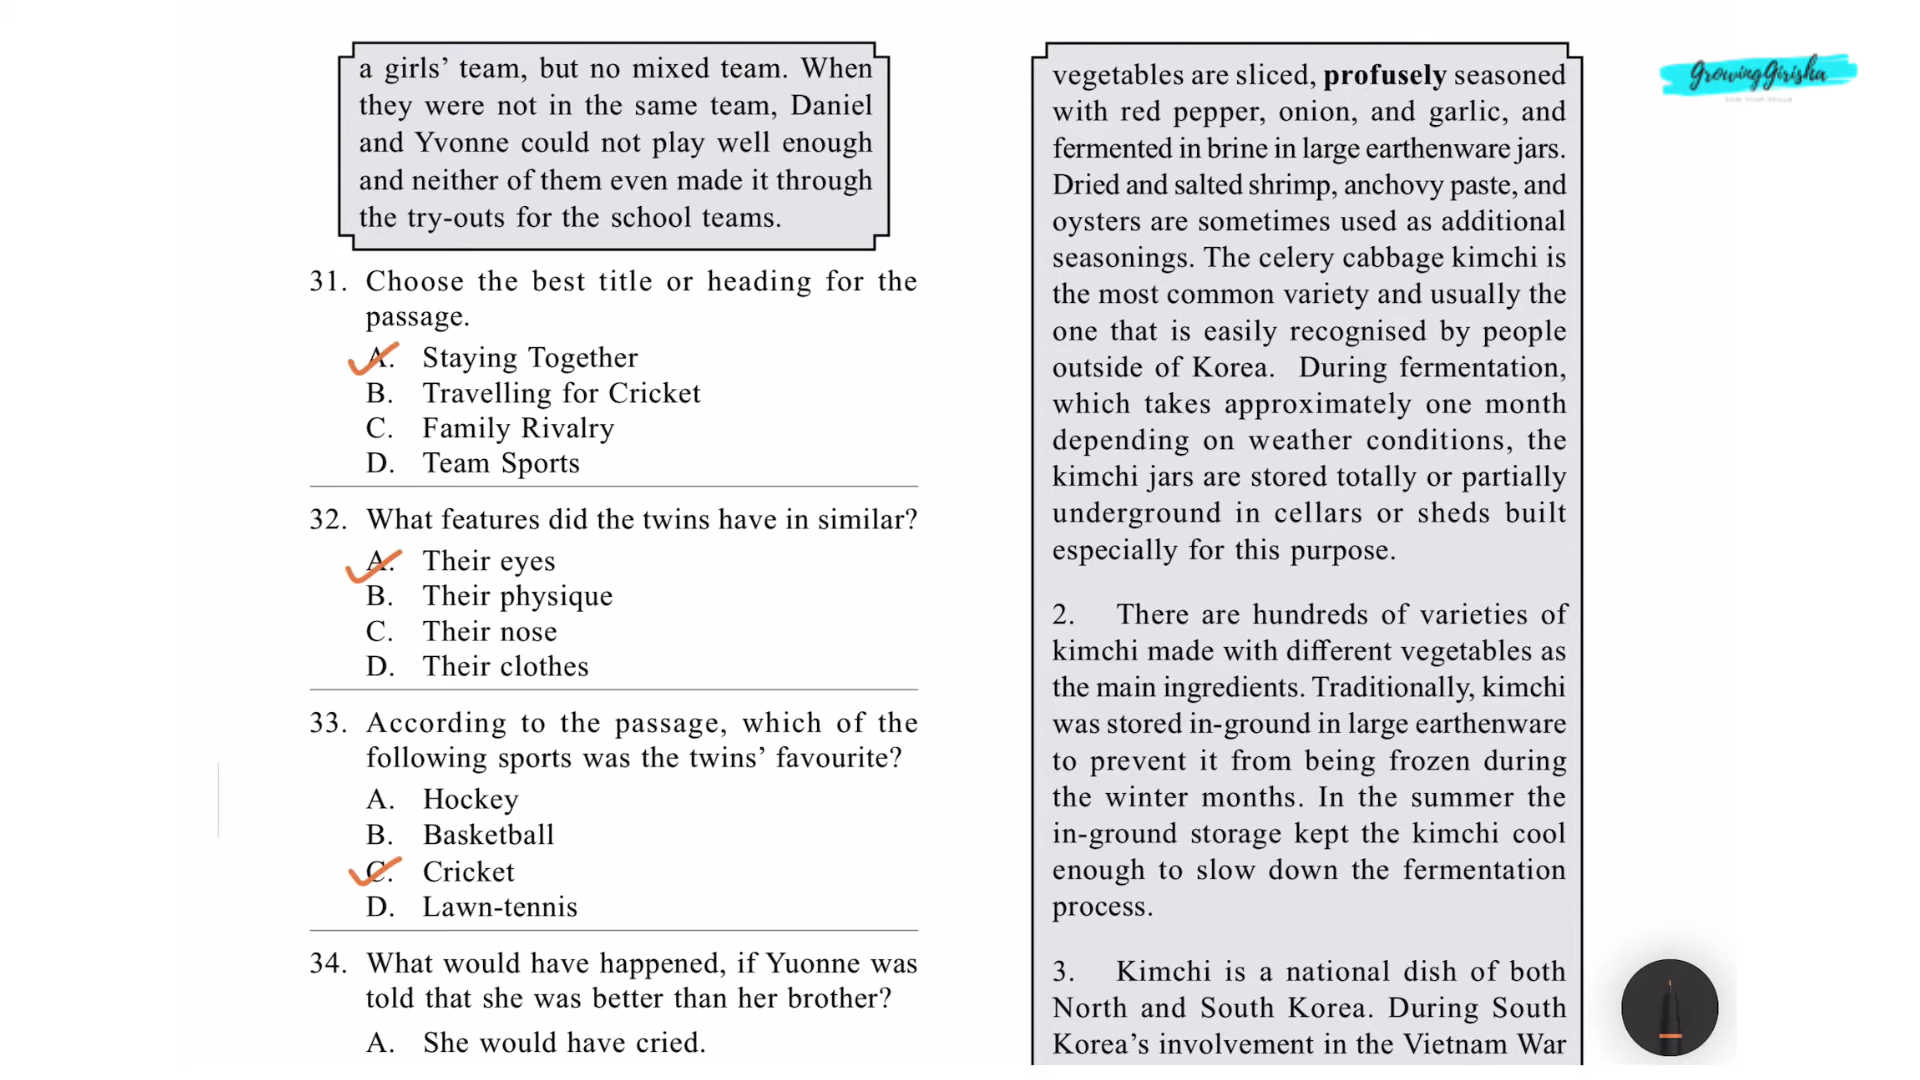 a girls' team, but no mixed team. When
they were not in the same team, Daniel
and Yvonne could not play well enough
and neither of them even made it through
the try-outs for the school teams.
31. Choose the best title or heading for the
passage.
A. Staying Together
B. Travelling for Cricket
C. Family Rivalry
D. Team Sports
32. What features did the twins have in similar?
A. Their eyes
B. Their physique
C. Their nose
D. Their clothes
33. According to the passage, which of the
following sports was the twins' favourite?
A. Hockey
B. Basketball
C. Cricket
D. Lawn-tennis
34. What would have happened, if Yuonne was
told that she was better than her brother?
A. She would have cried.
vegetables are sliced, profusely seasoned
with red pepper, onion, and garlic, and
fermented in brine in large earthenware jars.
Dried and salted shrimp, anchovy paste, and
oysters are sometimes used as additional
seasonings. The celery cabbage kimchi is
the most common variety and usually the
one that is easily recognised by people
outside of Korea. During fermentation,
which takes approximately one month
depending on weather conditions, the
kimchi jars are stored totally or partially
underground in cellars or sheds built
especially for this purpose.
2. There are hundreds of varieties of
kimchi made with different vegetables as
the main ingredients. Traditionally, kimchi
was stored in-ground in large earthenware
to prevent it from being frozen during
the winter months. In the summer the
in-ground storage kept the kimchi cool
enough to slow down the fermentation
process.
3. Kimchi is a national dish of both
North and South Korea. During South
Korea's involvement in the Vietnam War
GrowingGirisha